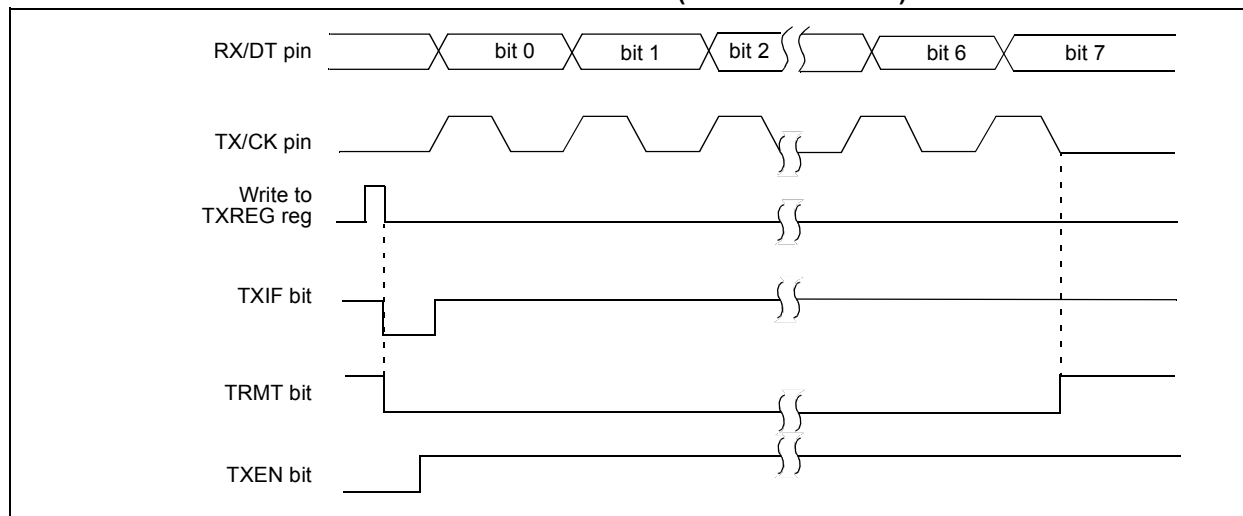 RX/DT pin
bit 0
bit 1
bit 2
bit 6
bit 7
TX/CK pin
Write to
TXREG reg
TXIF bit
TRMT bit
TXEN bit